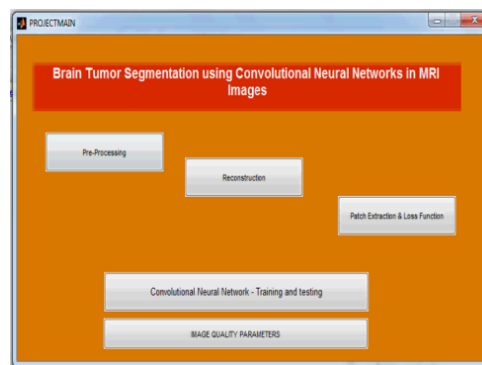 PROJECTMAIN
Brain Tumor Segmentation using Convolutional Neural Networks in MRI
Images
Pre-Processing
Reconstruction
Patch Extraction & Loss Function
Convolutional Neural Network - Training and testing
IMAGE QUALITY PARAMETERS